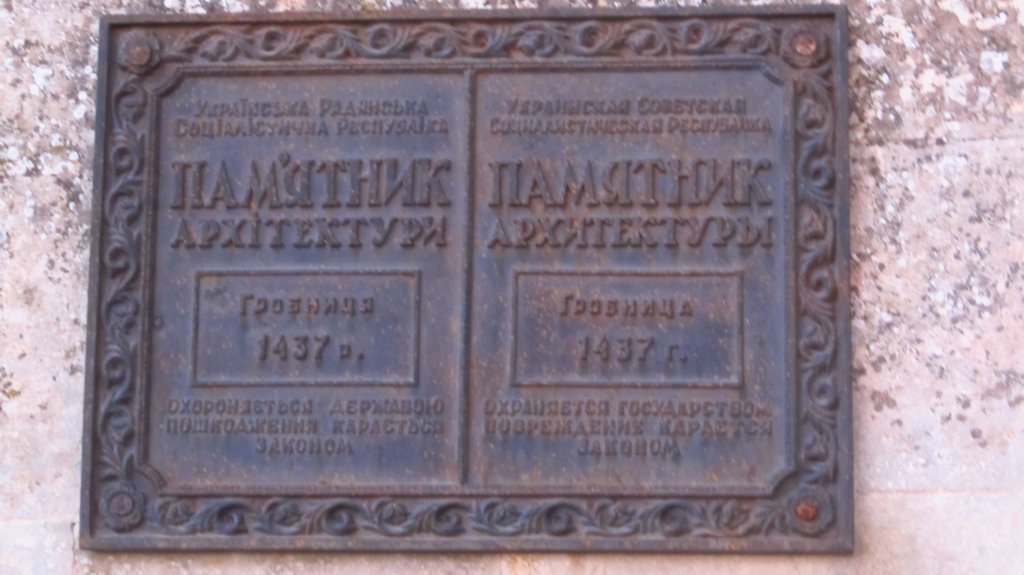 Українська Радянська
Соціалістична Республіка
ПАМ'ЯТНИК
АРХІТЕКТУРИ
Гробниця
1437 р.
ОХОРОНЯЄТЬСЯ ДЕРЖАВОЮ
ПОШКОДЖЕННЯ КАРАЄТЬСЯ
ЗАКОНОМ
Украинская Советская
Социалистическая Республика
ПАМЯТНИК
АРХИТЕКТУРЫ
Гробница
1437 г.
ОХРАНЯЕТСЯ ГОСУДАРСТВОМ
ПОВРЕЖДЕНИЕ КАРАЕТСЯ
ЗАКОНОМ